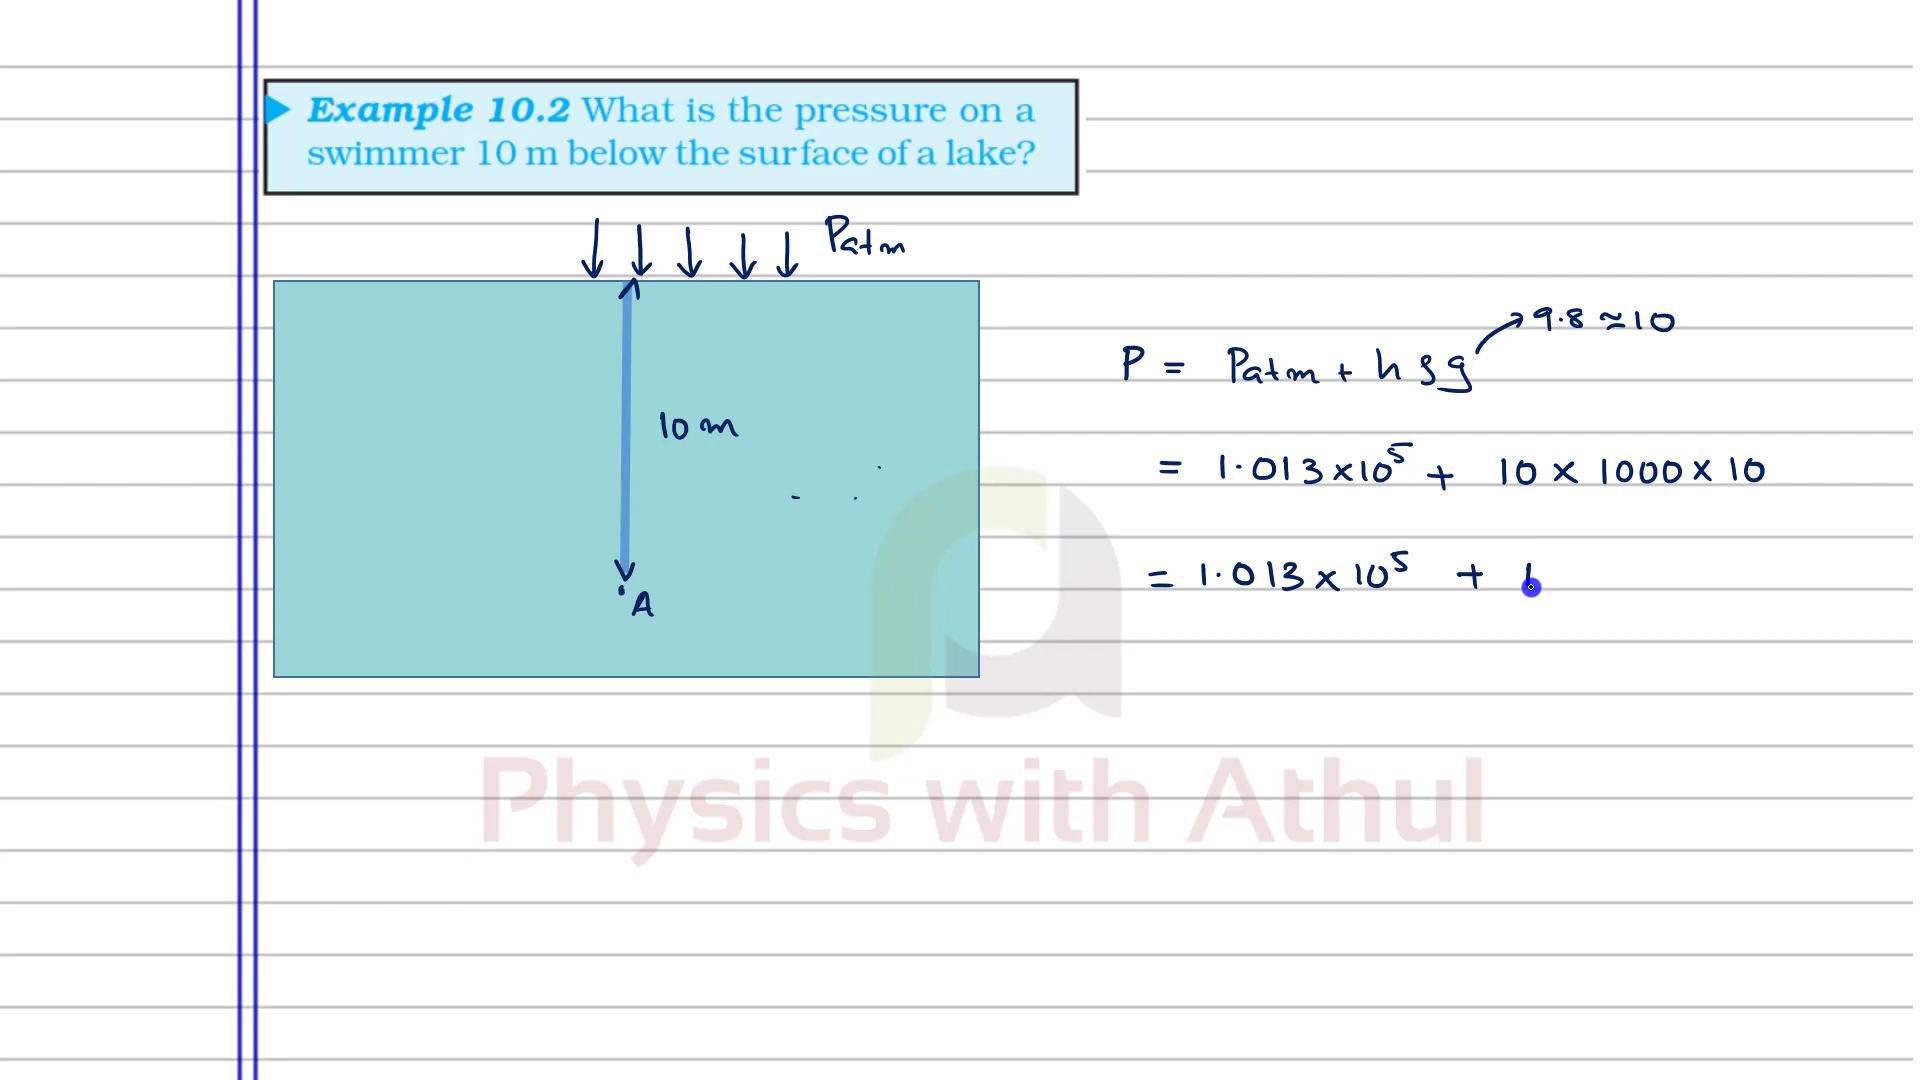 Example 10.2 What is the pressure on a
swimmer 10 m below the surface of a lake?
Patm
10 m
A
9.8 ≈ 10
P = Patm + h ρ g
= 1.013 × 10⁵ + 10 × 1000 × 10
= 1.013 × 10⁵ + 1
Physics with Athul